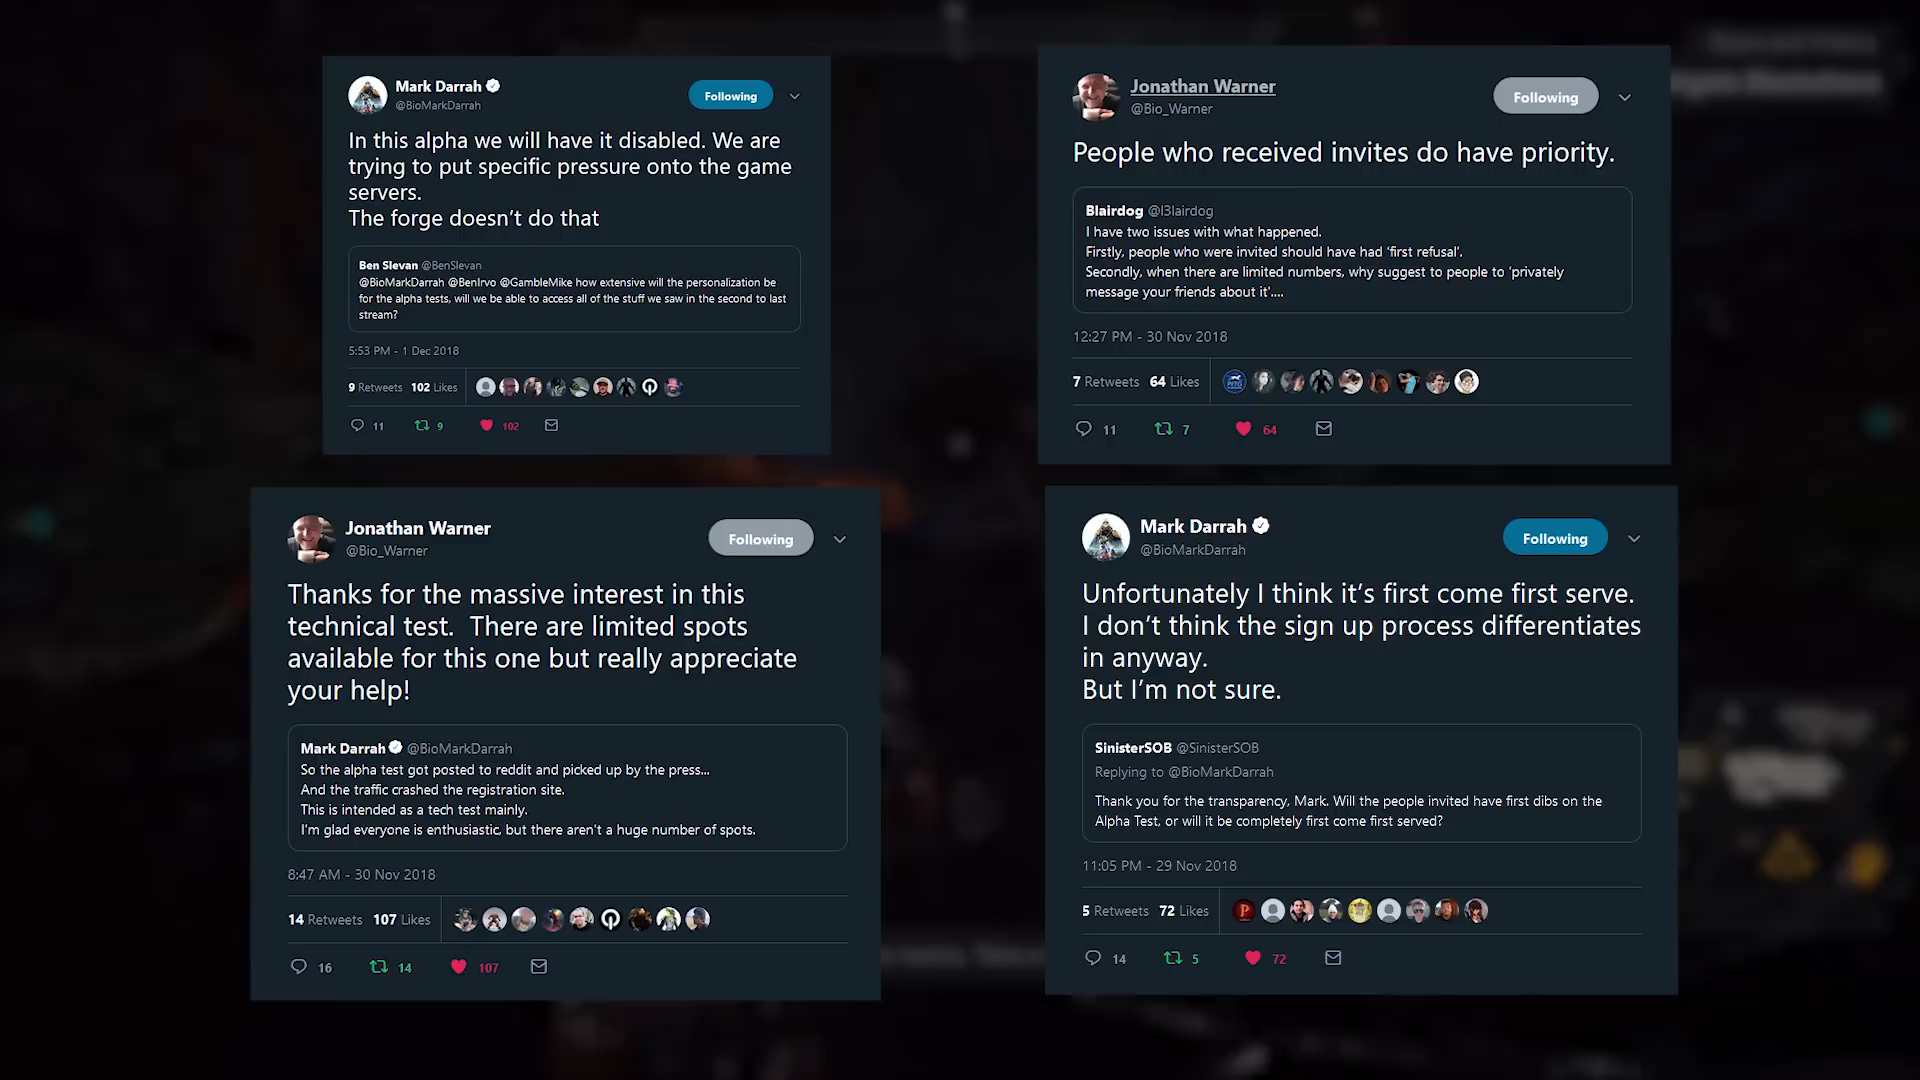 Mark Darrah
@BioMarkDarrah
Following
In this alpha we will have it disabled. We are
trying to put specific pressure onto the game
servers.
The forge doesn't do that
Ben Slevan @BenSlevan
@BioMarkDarrah @BenIrvo @GambleMike how extensive will the personalization be
for the alpha tests, will we be able to access all of the stuff we saw in the second to last
stream?
5:53 PM - 1 Dec 2018
9 Retweets 102 Likes
11 9 102
Jonathan Warner
@Bio_Warner
Following
People who received invites do have priority.
Blairdog @l3lairdog
I have two issues with what happened.
Firstly, people who were invited should have had 'first refusal'.
Secondly, when there are limited numbers, why suggest to people to 'privately
message your friends about it'....
12:27 PM - 30 Nov 2018
7 Retweets 64 Likes
11 7 64
Jonathan Warner
@Bio_Warner
Following
Thanks for the massive interest in this
technical test. There are limited spots
available for this one but really appreciate
your help!
Mark Darrah @BioMarkDarrah
So the alpha test got posted to reddit and picked up by the press...
And the traffic crashed the registration site.
This is intended as a tech test mainly.
I'm glad everyone is enthusiastic, but there aren't a huge number of spots.
8:47 AM - 30 Nov 2018
14 Retweets 107 Likes
16 14 107
Mark Darrah
@BioMarkDarrah
Following
Unfortunately I think it's first come first serve.
I don't think the sign up process differentiates
in anyway.
But I'm not sure.
SinisterSOB @SinisterSOB
Replying to @BioMarkDarrah
Thank you for the transparency, Mark. Will the people invited have first dibs on the
Alpha Test, or will it be completely first come first served?
11:05 PM - 29 Nov 2018
5 Retweets 72 Likes
14 5 72